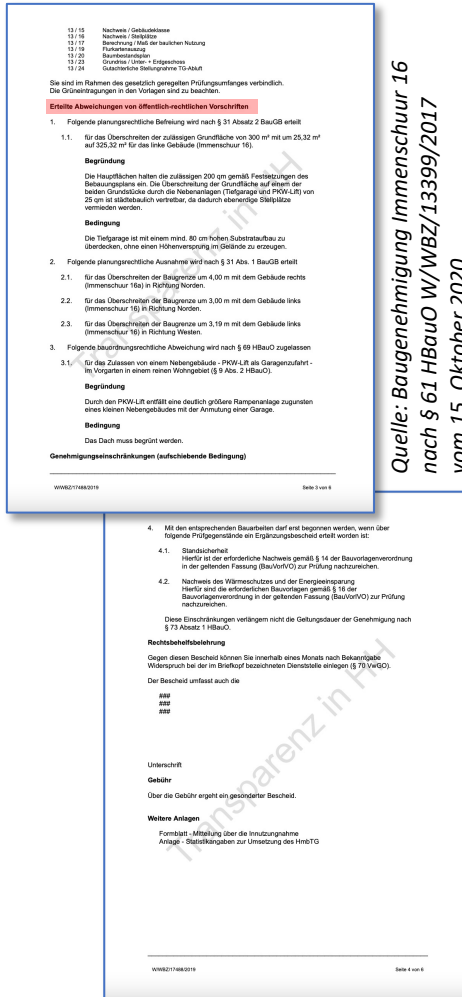 13 / 15 Nachweis / Gebäudeklasse
13 / 16 Nachweis / Stellplätze
13 / 17 Berechnung / Maß der baulichen Nutzung
13 / 19 Flurkartenauszug
13 / 20 Baumbestandsplan
13 / 23 Grundriss / Unter- + Erdgeschoss
13 / 24 Gutachterliche Stellungnahme TG-Abluft
Sie sind im Rahmen des gesetzlich geregelten Prüfungsumfanges verbindlich.
Die Grüneintragungen in den Vorlagen sind zu beachten.
Erteilte Abweichungen von öffentlich-rechtlichen Vorschriften
1. Folgende planungsrechtliche Befreiung wird nach § 31 Absatz 2 BauGB erteilt
1.1. für das Überschreiten der zulässigen Grundfläche von 300 m² mit um 25,32 m²
auf 325,32 m² für das linke Gebäude (Immenschuur 16).
Begründung
Die Hauptflächen halten die zulässigen 200 qm gemäß Festsetzungen des
Bebauungsplans ein. Die Überschreitung der Grundfläche auf einem der
beiden Grundstücke durch die Nebenanlagen (Tiefgarage und PKW-Lift) von
25 qm ist städtebaulich vertretbar, da dadurch ebenerdige Stellplätze
vermieden werden.
Bedingung
Die Tiefgarage ist mit einem mind. 80 cm hohen Substrataufbau zu
überdecken, ohne einen Höhenversprung im Gelände zu erzeugen.
2. Folgende planungsrechtliche Ausnahme wird nach § 31 Abs. 1 BauGB erteilt
2.1. für das Überschreiten der Baugrenze um 4,00 m mit dem Gebäude rechts
(Immenschuur 16a) in Richtung Norden.
2.2. für das Überschreiten der Baugrenze um 3,00 m mit dem Gebäude links
(Immenschuur 16) in Richtung Norden.
2.3. für das Überschreiten der Baugrenze um 3,19 m mit dem Gebäude links
(Immenschuur 16) in Richtung Westen.
3. Folgende bauordnungsrechtliche Abweichung wird nach § 69 HBauO zugelassen
3.1. für das Zulassen von einem Nebengebäude - PKW-Lift als Garagenzufahrt -
im Vorgarten in einem reinen Wohngebiet (§ 9 Abs. 2 HBauO).
Begründung
Durch den PKW-Lift entfällt eine deutlich größere Rampenanlage zugunsten
eines kleinen Nebengebäudes mit der Anmutung einer Garage.
Bedingung
Das Dach muss begrünt werden.
Genehmigungseinschränkungen (aufschiebende Bedingung)
W/WBZ/17488/2019 Seite 3 von 6
Transparenz in HH
Quelle: Baugenehmigung Immenschuur 16
nach § 61 HBauO W/WBZ/13399/2017
vom 15. Oktober 2020
4. Mit den entsprechenden Bauarbeiten darf erst begonnen werden, wenn über
folgende Prüfgegenstände ein Ergänzungsbescheid erteilt worden ist:
4.1. Standsicherheit
Hierfür ist der erforderliche Nachweis gemäß § 14 der Bauvorlagenverordnung
in der geltenden Fassung (BauVorlVO) zur Prüfung nachzureichen.
4.2. Nachweis des Wärmeschutzes und der Energieeinsparung
Hierfür sind die erforderlichen Bauvorlagen gemäß § 16 der
Bauvorlagenverordnung in der geltenden Fassung (BauVorlVO) zur Prüfung
nachzureichen.
Diese Einschränkungen verlängern nicht die Geltungsdauer der Genehmigung nach
§ 73 Absatz 1 HBauO.
Rechtsbehelfsbelehrung
Gegen diesen Bescheid können Sie innerhalb eines Monats nach Bekanntgabe
Widerspruch bei der im Briefkopf bezeichneten Dienststelle einlegen (§ 70 VwGO).
Der Bescheid umfasst auch die
###
###
###
Unterschrift
Gebühr
Über die Gebühr ergeht ein gesonderter Bescheid.
Weitere Anlagen
Formblatt - Mitteilung über die Innutzungnahme
Anlage - Statistikangaben zur Umsetzung des HmbTG
W/WBZ/17488/2019 Seite 4 von 6
Transparenz in HH